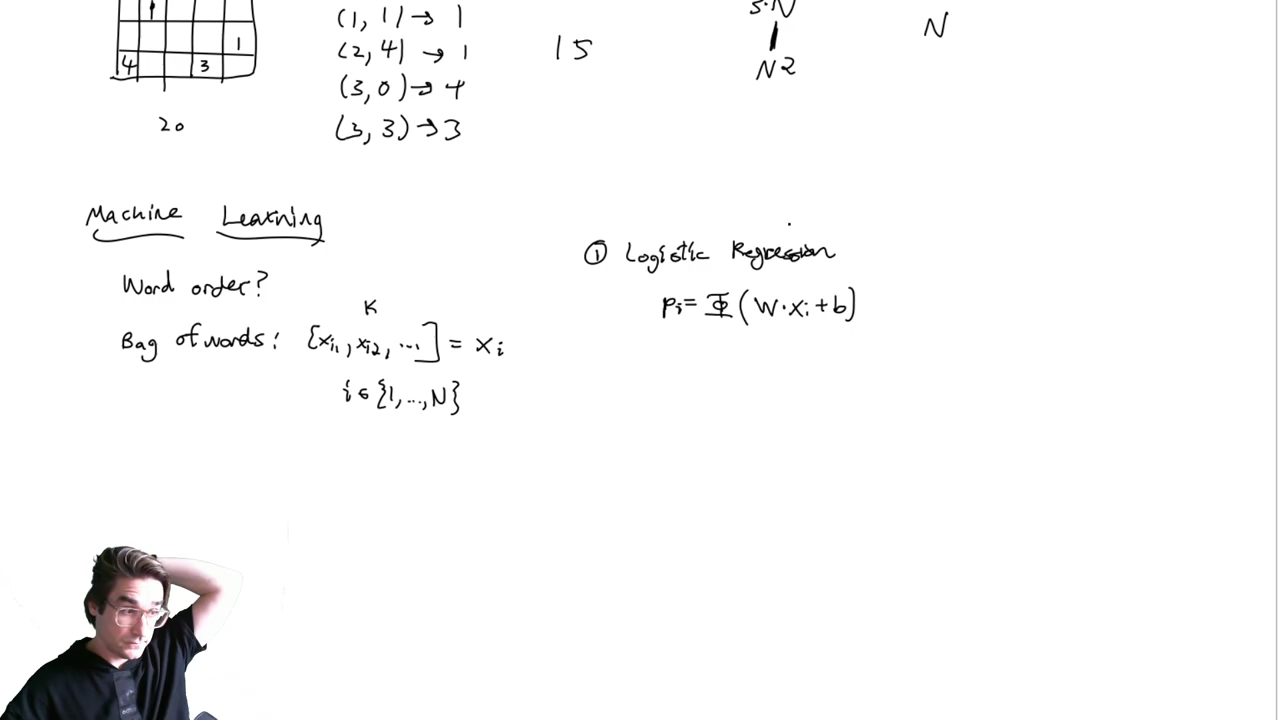 1
4 3
20
(1, 1) → 1
(2, 4) → 1
(3, 0) → 4
(3, 3) → 3
15
3·N
N2
N
Machine Learning
Word order?
K
Bag of words: [xi1, xi2, ...] = xi
i ∈ {1, ..., N}
① Logistic Regression
pi = Φ(W·xi+b)